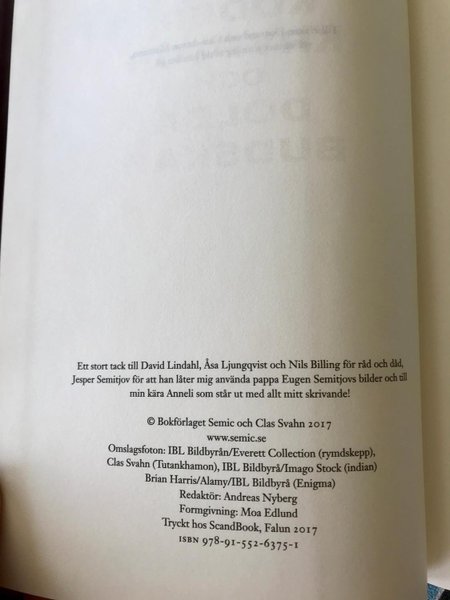 Ett stort tack till David Lindahl, Åsa Ljungqvist och Nils Billing för råd och dåd,
Jesper Semitjov för att han låter mig använda pappa Eugen Semitjovs bilder och till
min kära Anneli som står ut med allt mitt skrivande!
© Bokförlaget Semic och Clas Svahn 2017
www.semic.se
Omslagsfoton: IBL Bildbyrån/Everett Collection (rymdskepp),
Clas Svahn (Tutankhamon), IBL Bildbyrå/Imago Stock (indian)
Brian Harris/Alamy/IBL Bildbyrå (Enigma)
Redaktör: Andreas Nyberg
Formgivning: Moa Edlund
Tryckt hos ScandBook, Falun 2017
ISBN 978-91-552-6375-1